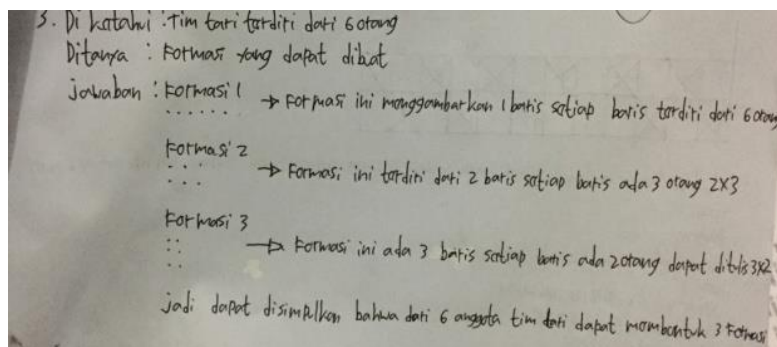 3. Di ketahui : Tim tari terdiri dari 6 orang
Ditanya : Formasi yang dapat dibuat
jawaban : Formasi 1
→ Formasi ini menggambarkan 1 baris setiap baris terdiri dari 6 orang
Formasi 2
→ Formasi ini terdiri dari 2 baris setiap baris ada 3 orang 2x3
Formasi 3
→ Formasi ini ada 3 baris setiap baris ada 2 orang dapat ditulis 3x2
jadi dapat disimpulkan bahwa dari 6 anggota tim tari dapat membentuk 3 Formasi